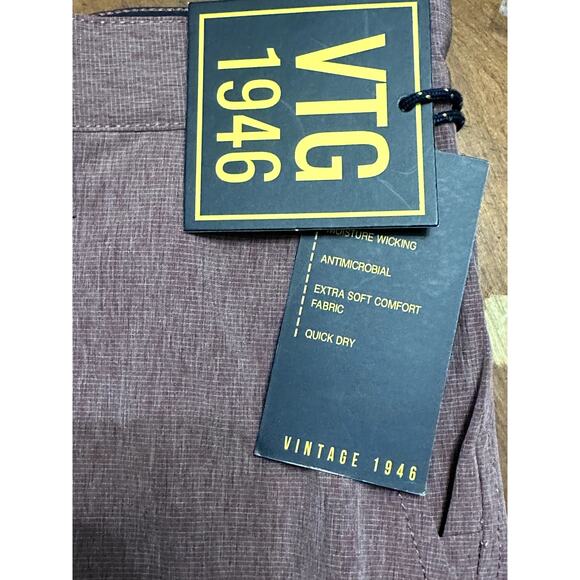 VTG
1946
MOISTURE WICKING
ANTIMICROBIAL
EXTRA SOFT COMFORT
FABRIC
QUICK DRY
VINTAGE 1946